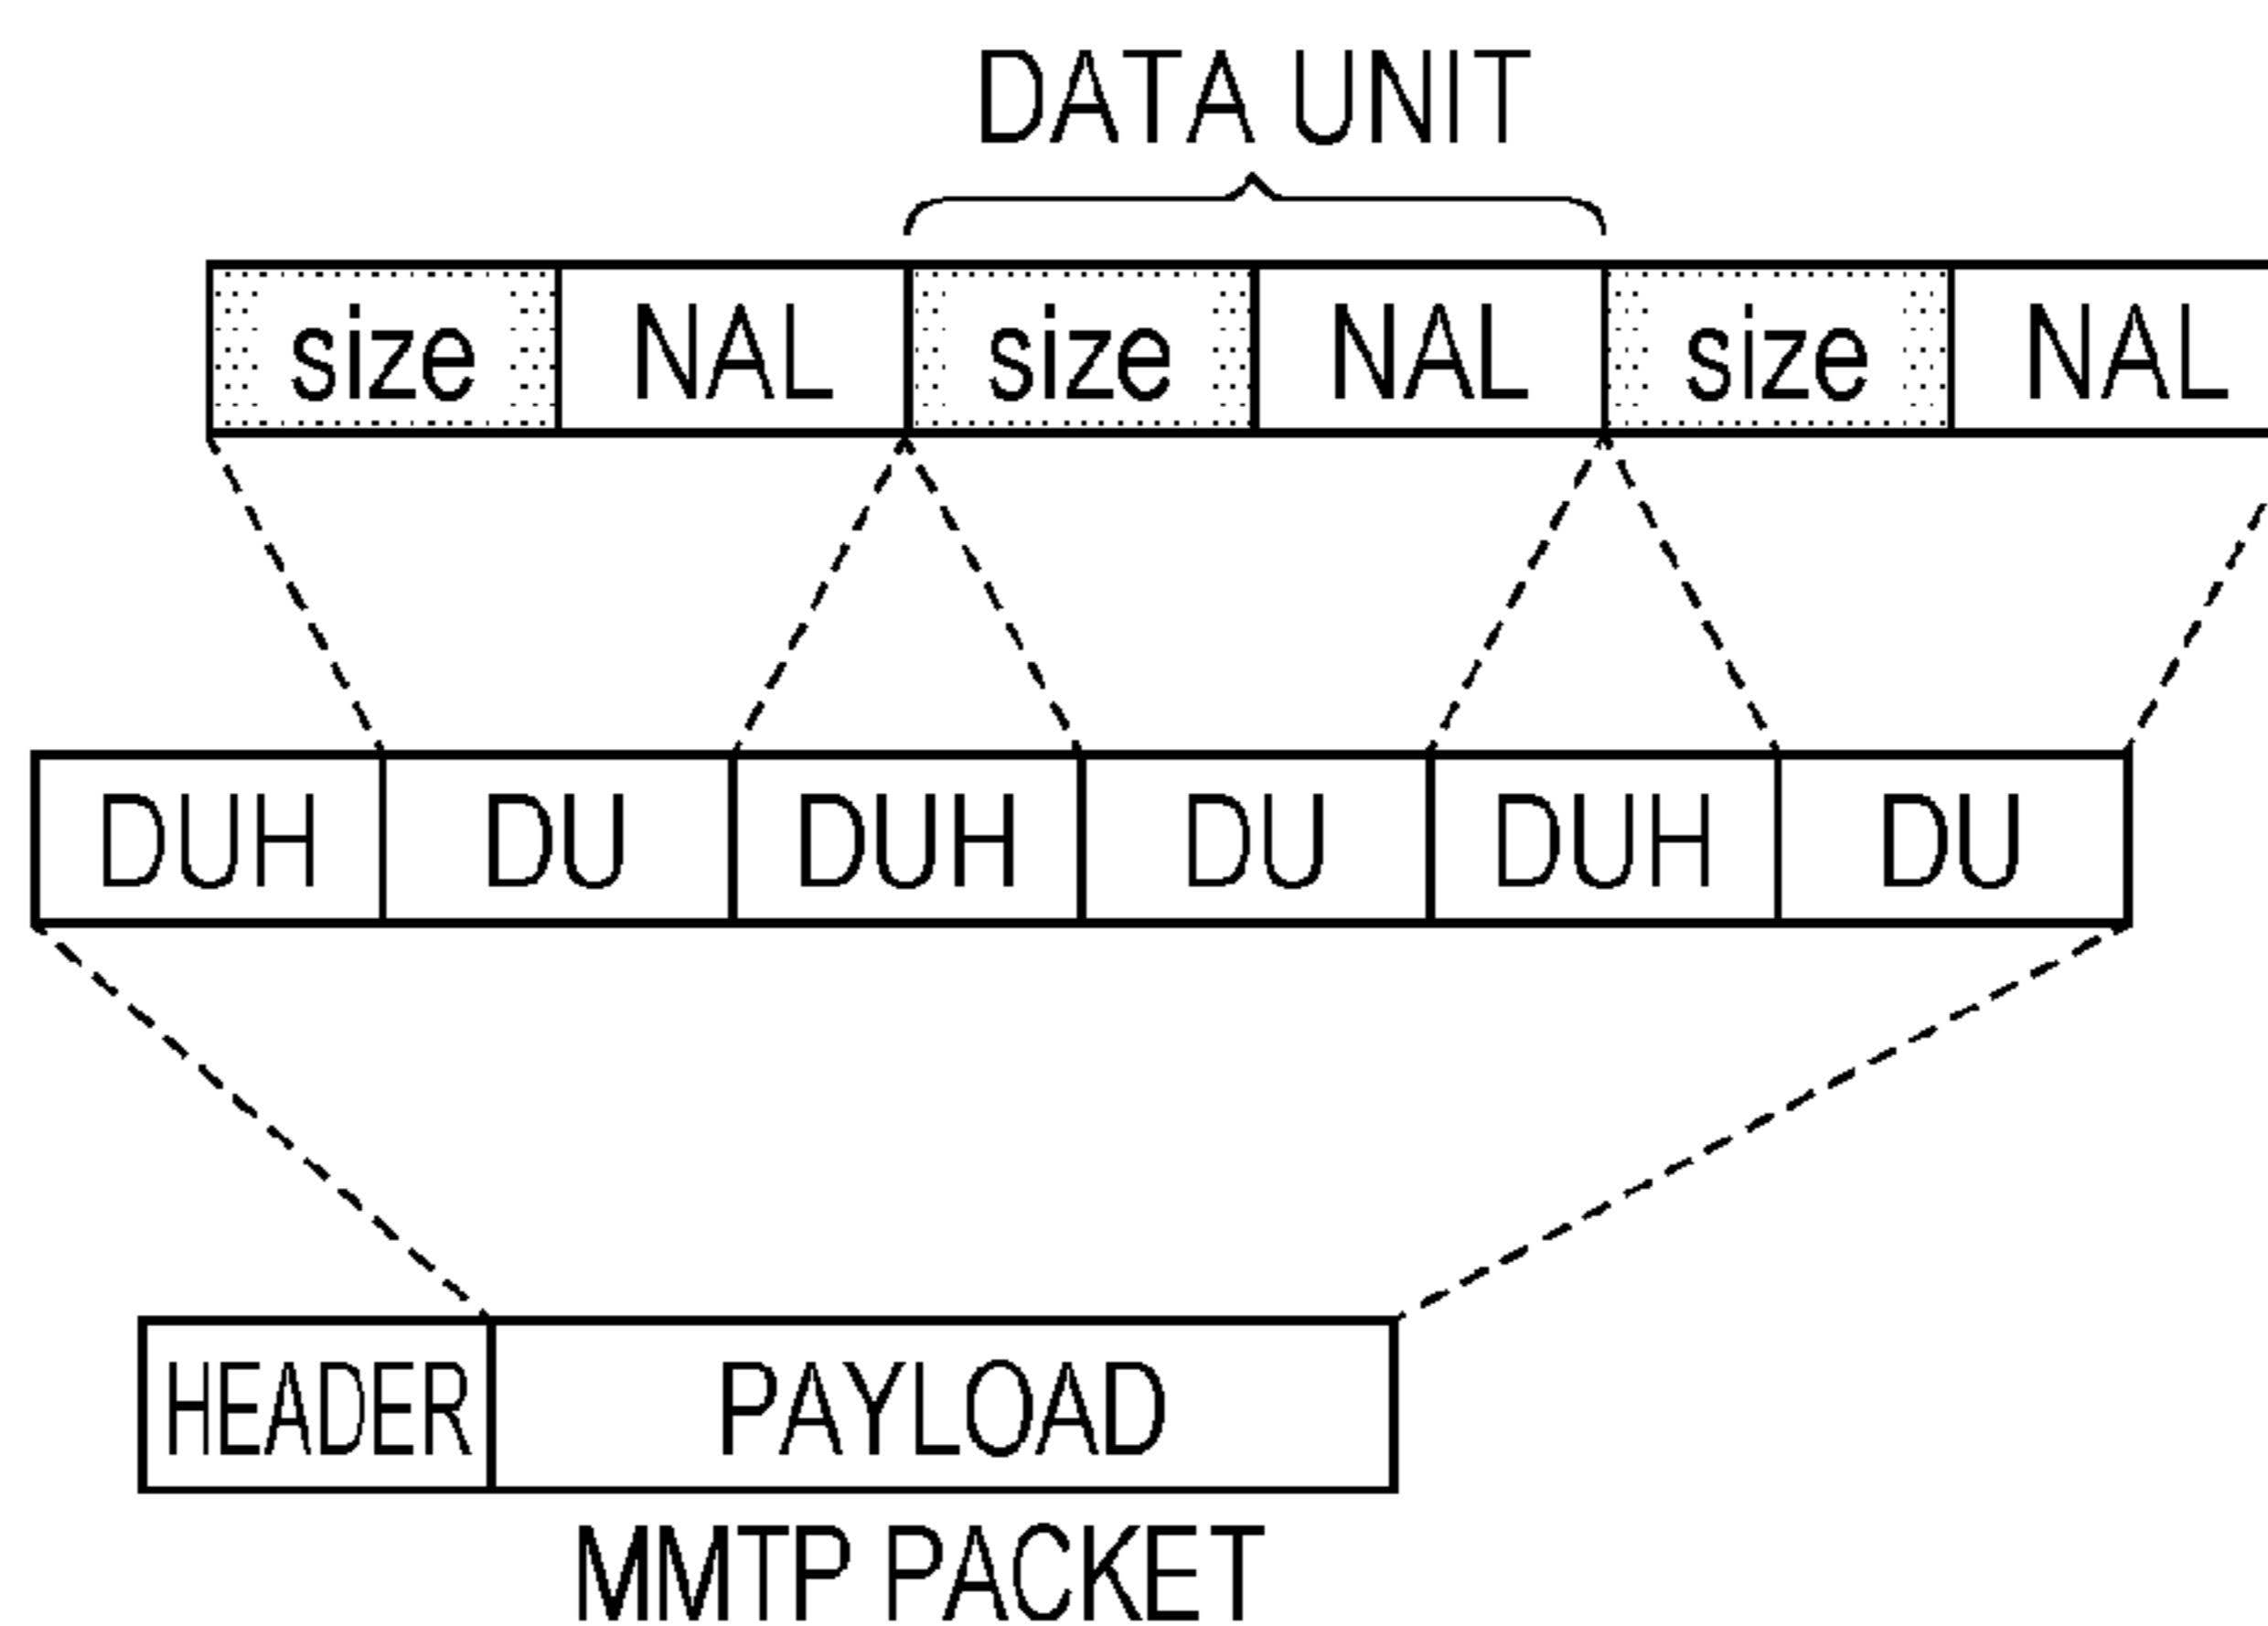 DATA UNIT
size NAL size NAL size NAL
DUH DU DUH DU DUH DU
HEADER PAYLOAD
MMTP PACKET